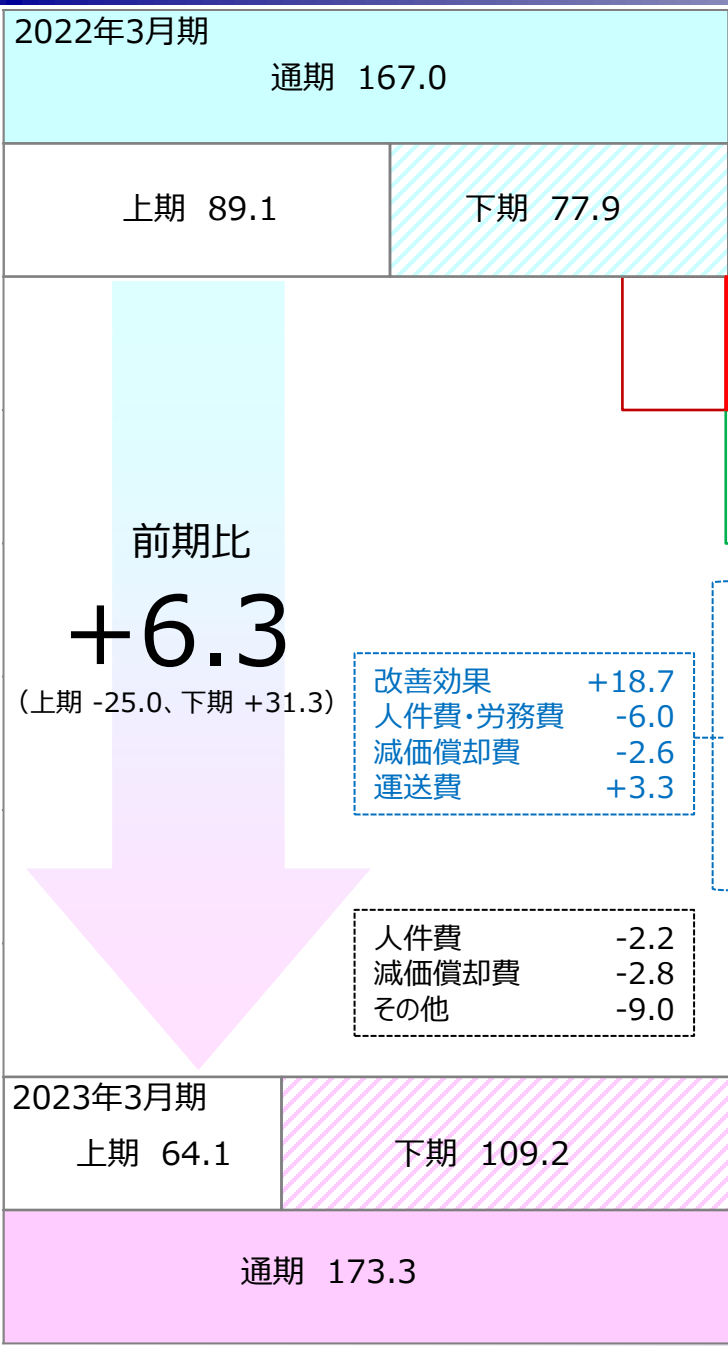 2022年3月期
通期 167.0
上期 89.1 下期 77.9
前期比
+6.3
（上期 -25.0、下期 +31.3）
改善効果 +18.7
人件費・労務費 -6.0
減価償却費 -2.6
運送費 +3.3
人件費 -2.2
減価償却費 -2.8
その他 -9.0
2023年3月期
上期 64.1 下期 109.2
通期 173.3